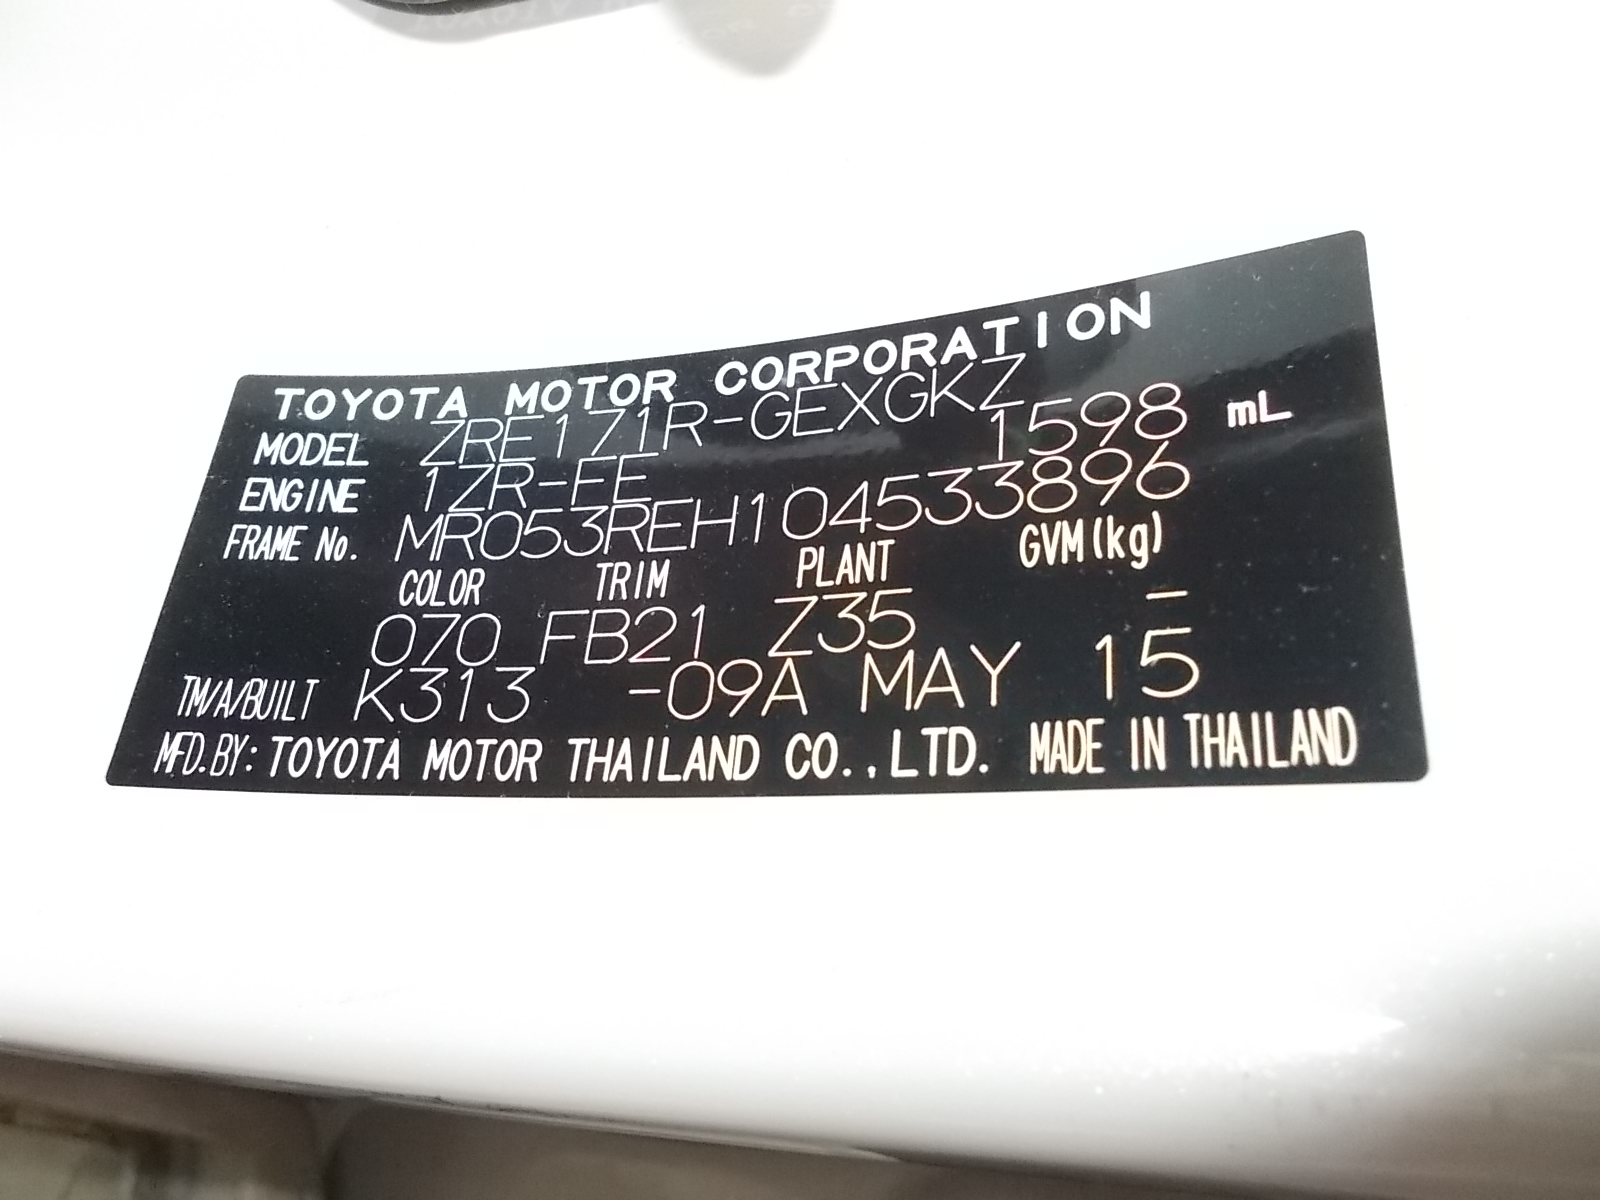 TOYOTA MOTOR CORPORATION
MODEL ZRE171R-GEXGKZ
ENGINE 1ZR-FE 1598 mL
FRAME No. MR053REH104533896
COLOR TRIM PLANT GVM(kg)
070 FB21 Z35 –
TM/A/BUILT K313 -09A MAY 15
MFD.BY: TOYOTA MOTOR THAILAND CO.,LTD. MADE IN THAILAND